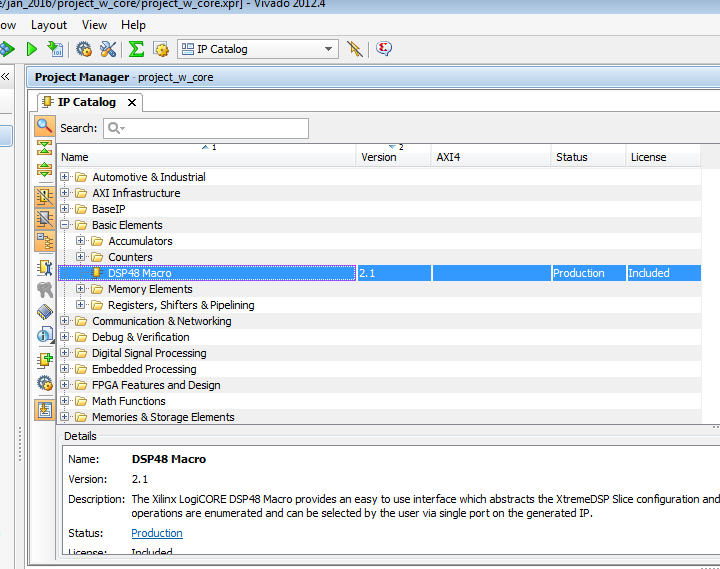 e/jan_2016/project_w_core/project_w_core.xpr] - Vivado 2012.4
ow Layout View Help
IP Catalog
Project Manager - project_w_core
IP Catalog
Search:
Name 1 Version 2 AXI4 Status License
Automotive & Industrial
AXI Infrastructure
BaseIP
Basic Elements
Accumulators
Counters
DSP48 Macro 2.1 Production Included
Memory Elements
Registers, Shifters & Pipelining
Communication & Networking
Debug & Verification
Digital Signal Processing
Embedded Processing
FPGA Features and Design
Math Functions
Memories & Storage Elements
Details
Name: DSP48 Macro
Version: 2.1
Description: The Xilinx LogiCORE DSP48 Macro provides an easy to use interface which abstracts the XtremeDSP Slice configuration and
operations are enumerated and can be selected by the user via single port on the generated IP.
Status: Production
License: Included